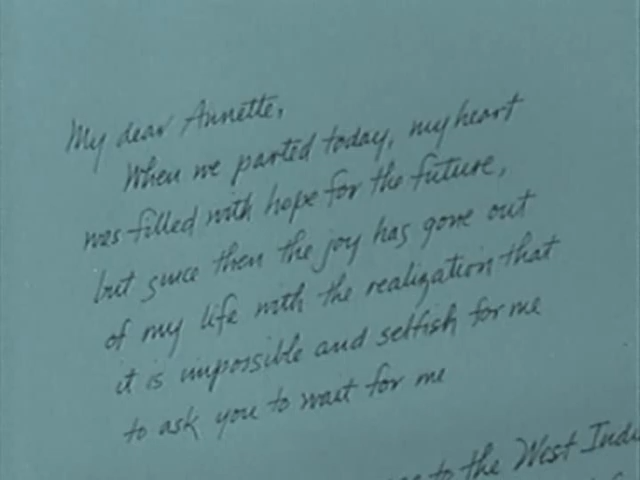 My dear Annette,
When we parted today, my heart
was filled with hope for the future,
but since then the joy has gone out
of my life with the realization that
it is impossible and selfish for me
to ask you to wait for me
to the West